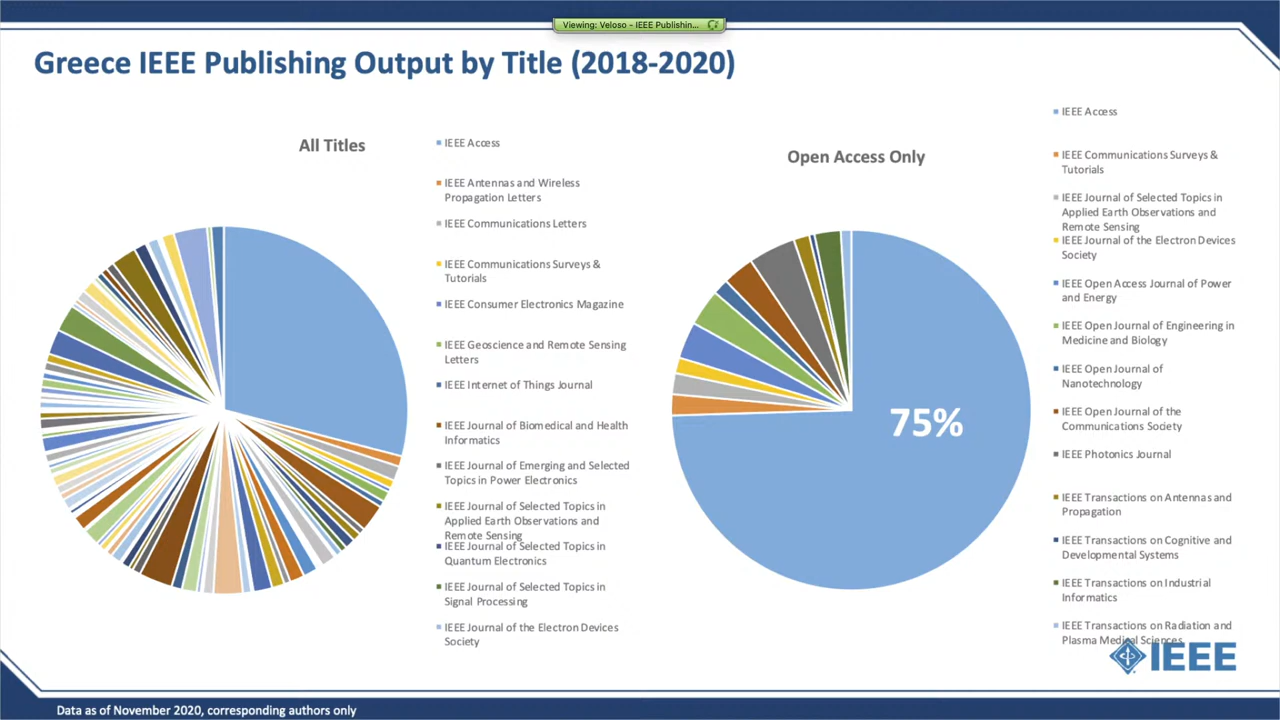 Viewing: Veloso - IEEE Publishin...
Greece IEEE Publishing Output by Title (2018-2020)
All Titles
IEEE Access
IEEE Antennas and Wireless
Propagation Letters
IEEE Communications Letters
IEEE Communications Surveys &
Tutorials
IEEE Consumer Electronics Magazine
IEEE Geoscience and Remote Sensing
Letters
IEEE Internet of Things Journal
IEEE Journal of Biomedical and Health
Informatics
IEEE Journal of Emerging and Selected
Topics in Power Electronics
IEEE Journal of Selected Topics in
Applied Earth Observations and
Remote Sensing
IEEE Journal of Selected Topics in
Quantum Electronics
IEEE Journal of Selected Topics in
Signal Processing
IEEE Journal of the Electron Devices
Society
Open Access Only
75%
IEEE Access
IEEE Communications Surveys &
Tutorials
IEEE Journal of Selected Topics in
Applied Earth Observations and
Remote Sensing
IEEE Journal of the Electron Devices
Society
IEEE Open Access Journal of Power
and Energy
IEEE Open Journal of Engineering in
Medicine and Biology
IEEE Open Journal of
Nanotechnology
IEEE Open Journal of the
Communications Society
IEEE Photonics Journal
IEEE Transactions on Antennas and
Propagation
IEEE Transactions on Cognitive and
Developmental Systems
IEEE Transactions on Industrial
Informatics
IEEE Transactions on Radiation and
Plasma Medical Sciences
IEEE
Data as of November 2020, corresponding authors only